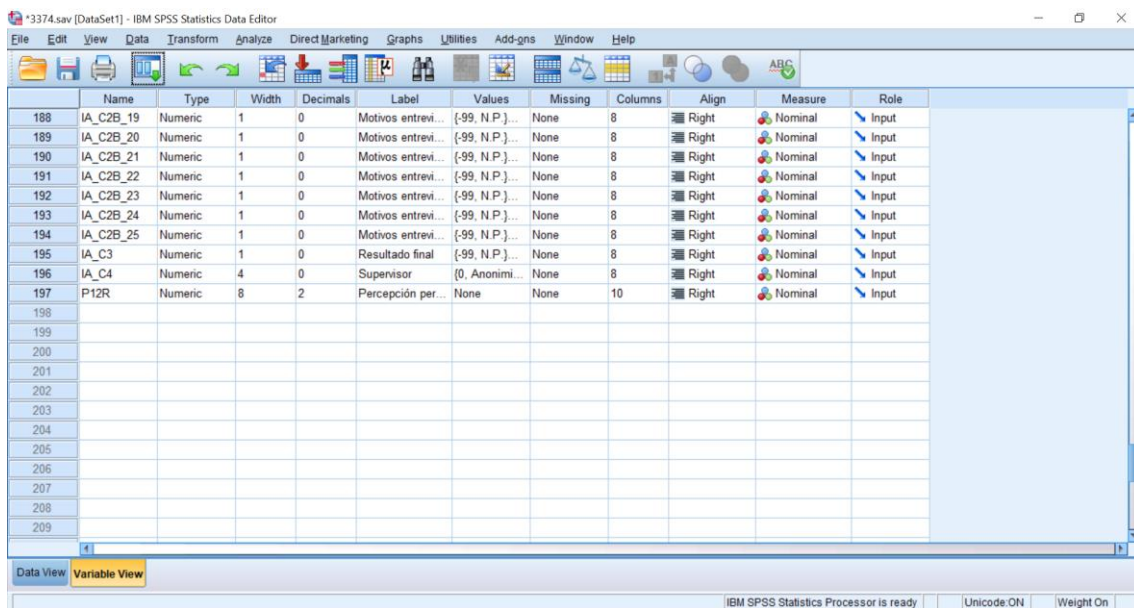 *3374.sav [DataSet1] - IBM SPSS Statistics Data Editor
File Edit View Data Transform Analyze Direct Marketing Graphs Utilities Add-ons Window Help
Name Type Width Decimals Label Values Missing Columns Align Measure Role
188 IA_C2B_19 Numeric 1 0 Motivos entrevi... {-99, N.P.}... None 8 Right Nominal Input
189 IA_C2B_20 Numeric 1 0 Motivos entrevi... {-99, N.P.}... None 8 Right Nominal Input
190 IA_C2B_21 Numeric 1 0 Motivos entrevi... {-99, N.P.}... None 8 Right Nominal Input
191 IA_C2B_22 Numeric 1 0 Motivos entrevi... {-99, N.P.}... None 8 Right Nominal Input
192 IA_C2B_23 Numeric 1 0 Motivos entrevi... {-99, N.P.}... None 8 Right Nominal Input
193 IA_C2B_24 Numeric 1 0 Motivos entrevi... {-99, N.P.}... None 8 Right Nominal Input
194 IA_C2B_25 Numeric 1 0 Motivos entrevi... {-99, N.P.}... None 8 Right Nominal Input
195 IA_C3 Numeric 1 0 Resultado final {-99, N.P.}... None 8 Right Nominal Input
196 IA_C4 Numeric 4 0 Supervisor {0, Anonimi... None 8 Right Nominal Input
197 P12R Numeric 8 2 Percepción per... None None 10 Right Nominal Input
198
199
200
201
202
203
204
205
206
207
208
209
Data View Variable View
IBM SPSS Statistics Processor is ready Unicode:ON Weight On